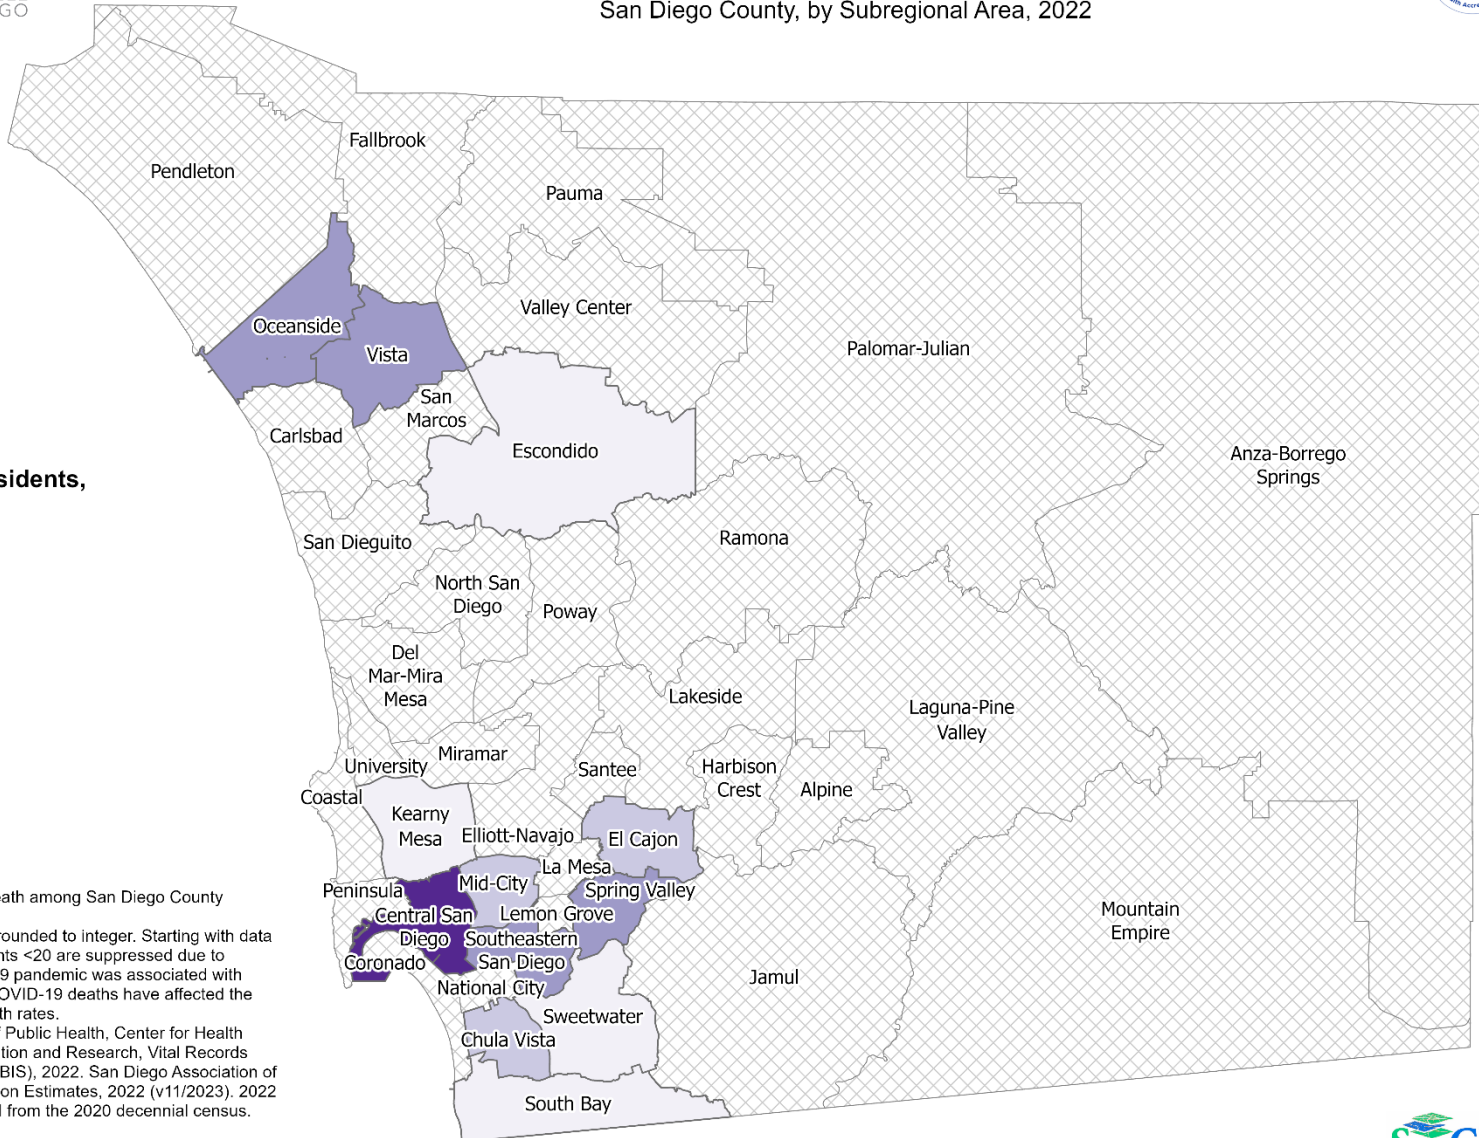 GO
San Diego County, by Subregional Area, 2022
Fallbrook
Pendleton
Pauma
Valley Center
Oceanside
Vista
Palomar-Julian
San
Marcos
Carlsbad
Escondido
Anza-Borrego
Springs
sidents,
San Dieguito
Ramona
North San
Diego
Poway
Del
Mar-Mira
Mesa
Lakeside
Laguna-Pine
Valley
Miramar
University
Santee
Harbison
Crest
Alpine
Coastal
Kearny
Mesa
Elliott-Navajo
El Cajon
La Mesa
Peninsula
Mid-City
Spring Valley
Central San
Diego
Lemon Grove
Southeastern
San Diego
Coronado
National City
Mountain
Empire
Jamul
Sweetwater
Chula Vista
South Bay
ath among San Diego County
rounded to integer. Starting with data
nts <20 are suppressed due to
9 pandemic was associated with
OVID-19 deaths have affected the
th rates.
f Public Health, Center for Health
tion and Research, Vital Records
BIS), 2022. San Diego Association of
on Estimates, 2022 (v11/2023). 2022
l from the 2020 decennial census.